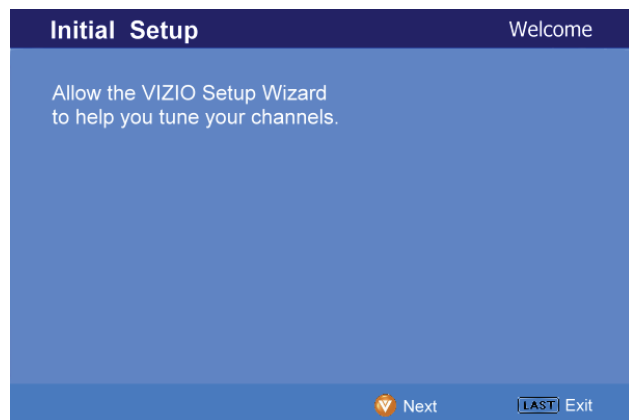 Initial Setup Welcome
Allow the VIZIO Setup Wizard
to help you tune your channels.
V Next LAST Exit